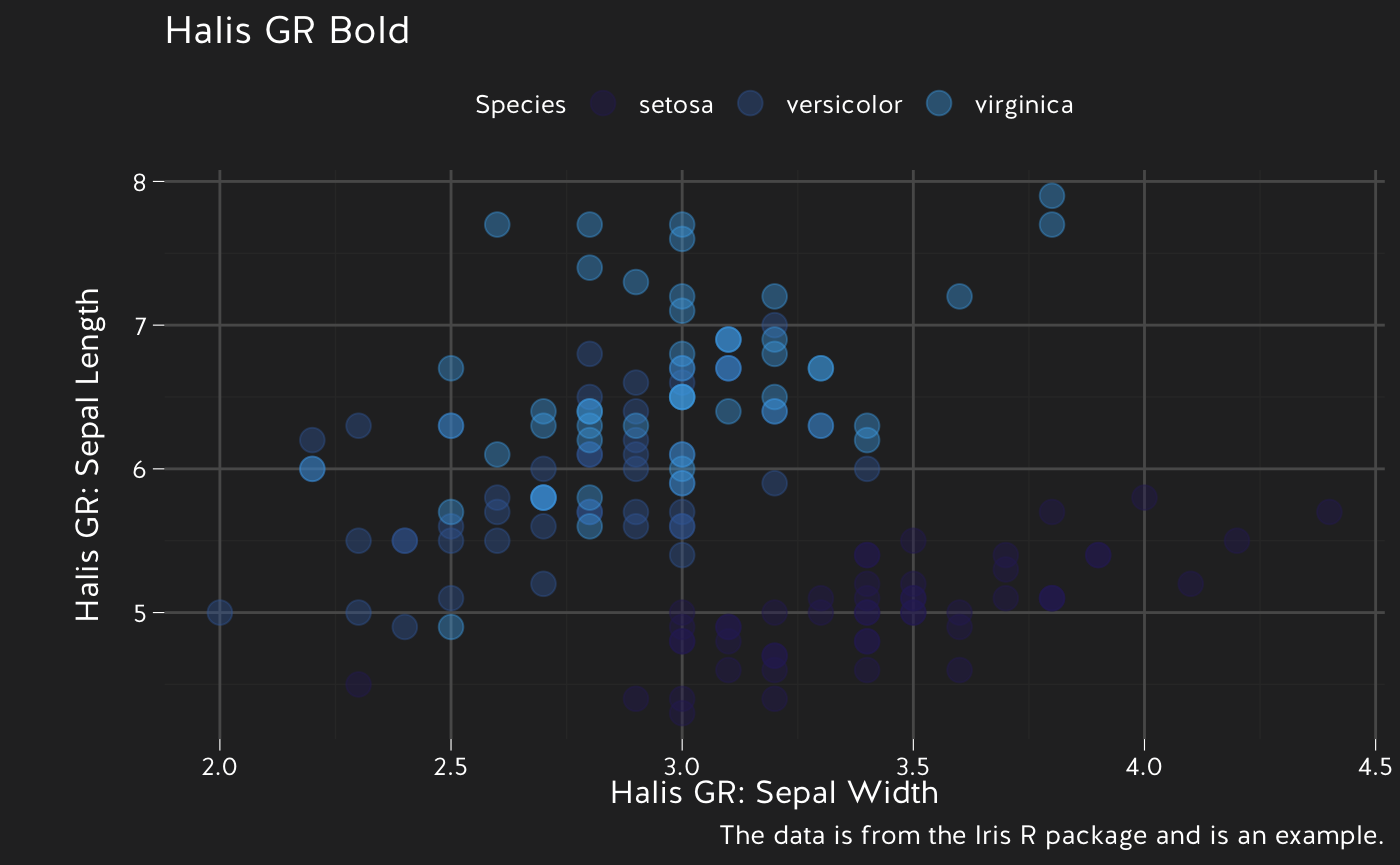 Halis GR Bold
Species setosa versicolor virginica
Halis GR: Sepal Length
8
7
6
5
2.0 2.5 3.0 3.5 4.0 4.5
Halis GR: Sepal Width
The data is from the Iris R package and is an example.